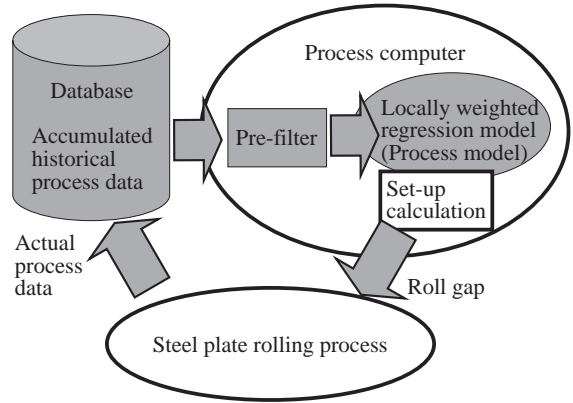 Process computer
Database
Accumulated
historical
process data
Pre-filter
Locally weighted
regression model
(Process model)
Set-up
calculation
Actual
process
data
Roll gap
Steel plate rolling process